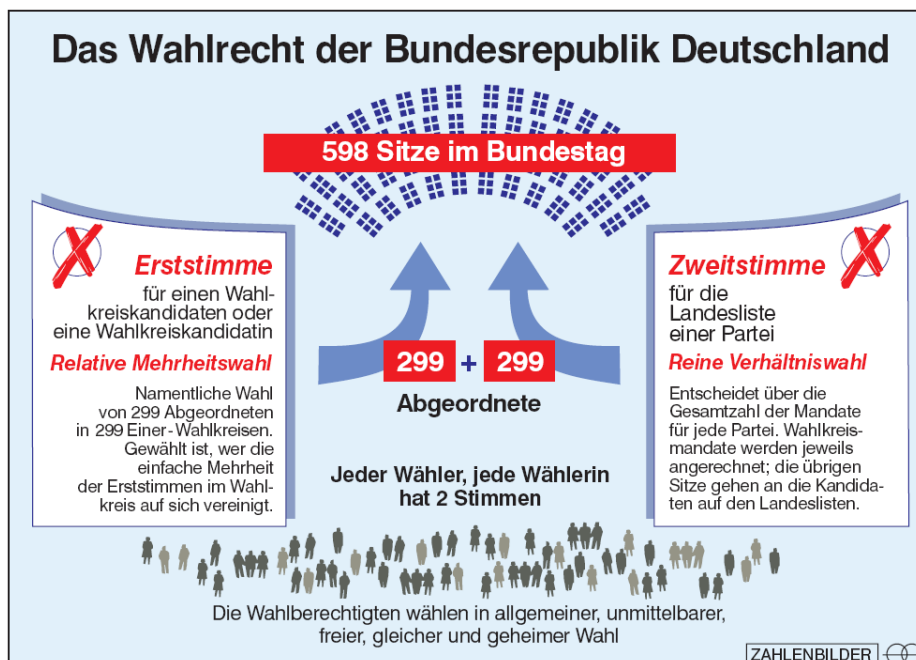 Das Wahlrecht der Bundesrepublik Deutschland
598 Sitze im Bundestag
Erststimme
für einen Wahl-
kreiskandidaten oder
eine Wahlkreiskandidatin
Relative Mehrheitswahl
Namentliche Wahl
von 299 Abgeordneten
in 299 Einer-Wahlkreisen.
Gewählt ist, wer die
einfache Mehrheit
der Erststimmen im Wahl-
kreis auf sich vereinigt.
299 + 299
Abgeordnete
Jeder Wähler, jede Wählerin
hat 2 Stimmen
Zweitstimme
für die
Landesliste
einer Partei
Reine Verhältniswahl
Entscheidet über die
Gesamtzahl der Mandate
für jede Partei. Wahlkreis-
mandate werden jeweils
angerechnet; die übrigen
Sitze gehen an die Kandida-
ten auf den Landeslisten.
Die Wahlberechtigten wählen in allgemeiner, unmittelbarer,
freier, gleicher und geheimer Wahl
ZAHLENBILDER